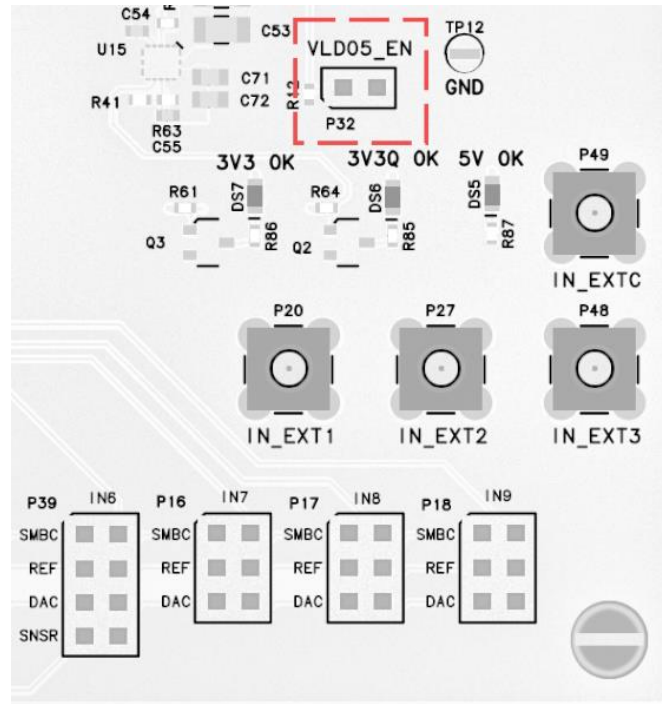 C54
C53
U15
VLDO5_EN
TP12
GND
C71
R12
R41
C72
P32
R63
C55
3V3 OK
3V3Q OK
5V OK
P49
R61
DS7
R64
DS6
DS5
Q3
R86
Q2
R85
R87
IN_EXTC
P20
P27
P48
IN_EXT1
IN_EXT2
IN_EXT3
P39
IN6
P16
IN7
P17
IN8
P18
IN9
SMBC
SMBC
SMBC
SMBC
REF
REF
REF
REF
DAC
DAC
DAC
DAC
SNSR